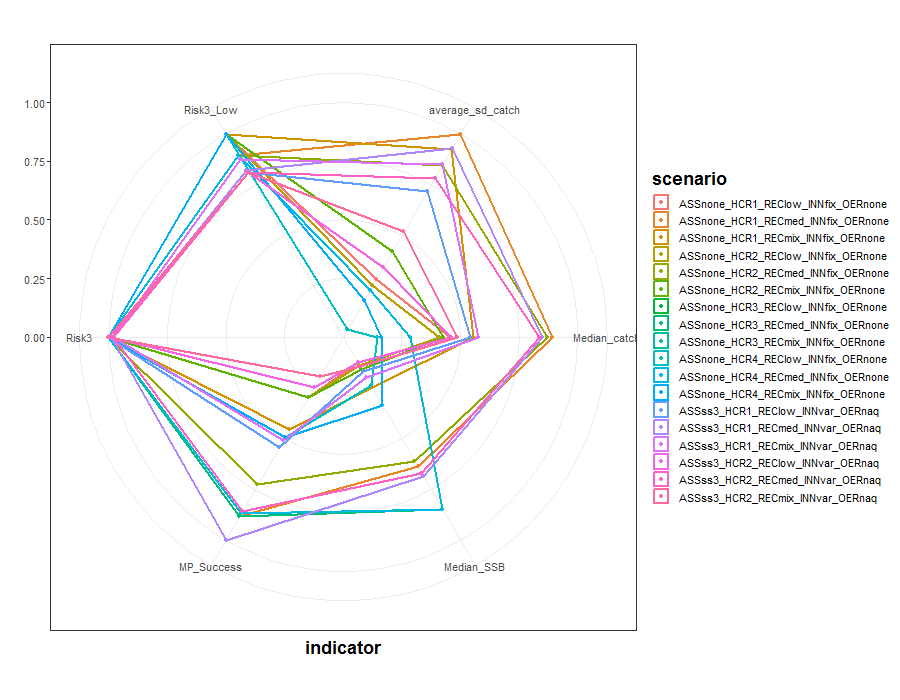 1.00
0.75
0.50
0.25
0.00
Risk3_Low
average_sd_catch
Risk3
Median_catch
MP_Success
Median_SSB
indicator
scenario
ASSnone_HCR1_REClow_INNfix_OERnone
ASSnone_HCR1_RECmed_INNfix_OERnone
ASSnone_HCR1_RECmix_INNfix_OERnone
ASSnone_HCR2_REClow_INNfix_OERnone
ASSnone_HCR2_RECmed_INNfix_OERnone
ASSnone_HCR2_RECmix_INNfix_OERnone
ASSnone_HCR3_REClow_INNfix_OERnone
ASSnone_HCR3_RECmed_INNfix_OERnone
ASSnone_HCR3_RECmix_INNfix_OERnone
ASSnone_HCR4_REClow_INNfix_OERnone
ASSnone_HCR4_RECmed_INNfix_OERnone
ASSnone_HCR4_RECmix_INNfix_OERnone
ASSss3_HCR1_REClow_INNvar_OERnaq
ASSss3_HCR1_RECmed_INNvar_OERnaq
ASSss3_HCR1_RECmix_INNvar_OERnaq
ASSss3_HCR2_REClow_INNvar_OERnaq
ASSss3_HCR2_RECmed_INNvar_OERnaq
ASSss3_HCR2_RECmix_INNvar_OERnaq